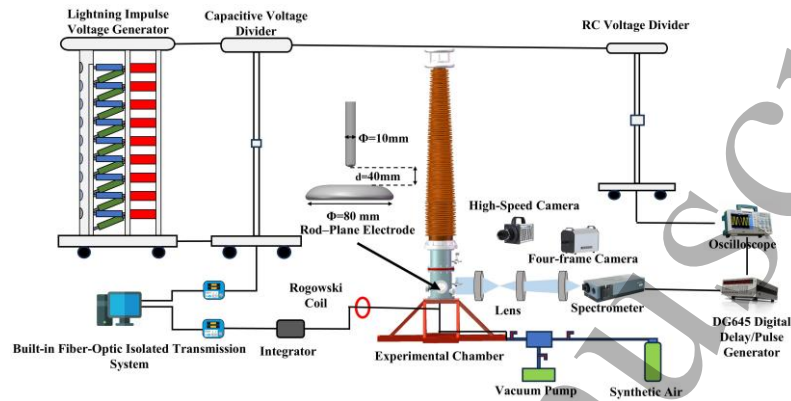 Lightning Impulse
Voltage Generator
Capacitive Voltage
Divider
RC Voltage Divider
Φ=10mm
d=40mm
Φ=80 mm
Rod–Plane Electrode
High-Speed Camera
Four-frame Camera
Oscilloscope
Rogowski
Coil
Lens
Spectrometer
DG645 Digital
Delay/Pulse
Generator
Built-in Fiber-Optic Isolated Transmission
System
Integrator
Experimental Chamber
Vacuum Pump
Synthetic Air